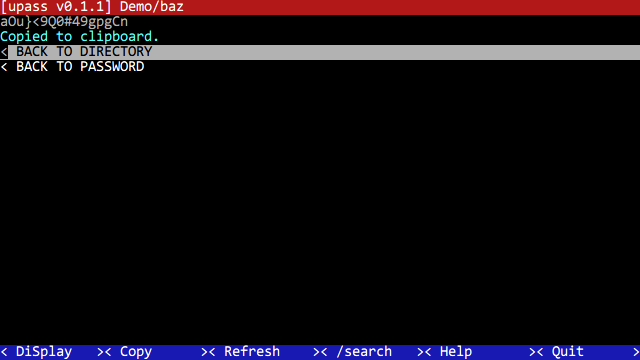 [upass v0.1.1] Demo/baz
aOu}<9Q0#49gpgCn
Copied to clipboard.
< BACK TO DIRECTORY
< BACK TO PASSWORD
< DiSplay   >< Copy      >< Refresh   >< /search   >< Help       >< Quit      >